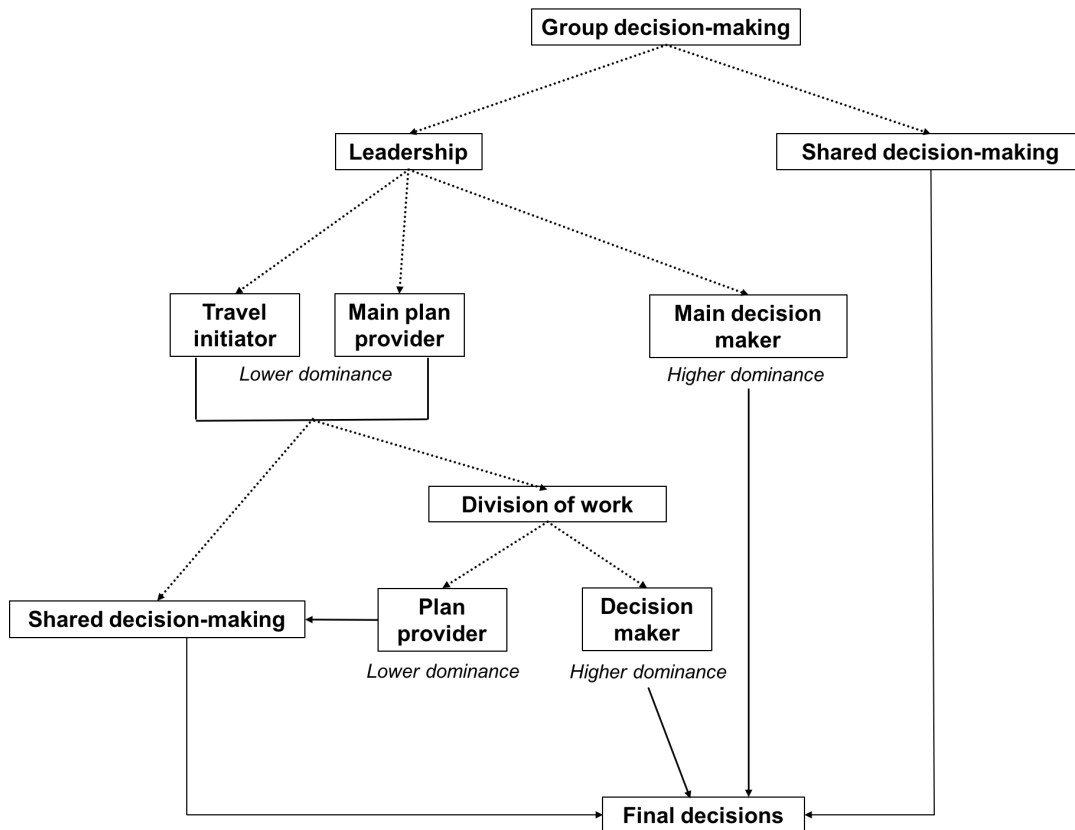 Group decision-making
Leadership
Shared decision-making
Travel
initiator
Main plan
provider
Main decision
maker
Lower dominance
Higher dominance
Division of work
Shared decision-making
Plan
provider
Decision
maker
Lower dominance
Higher dominance
Final decisions